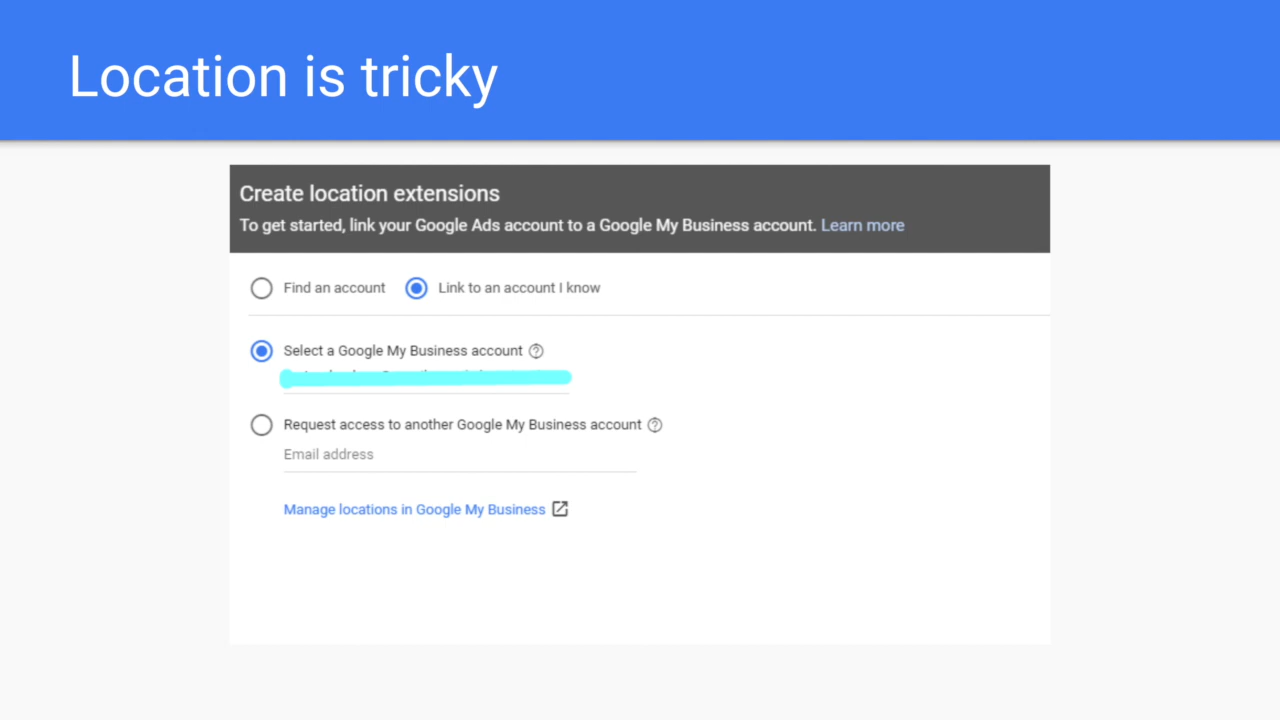 Location is tricky
Create location extensions
To get started, link your Google Ads account to a Google My Business account. Learn more
Find an account Link to an account I know
Select a Google My Business account
Request access to another Google My Business account
Email address
Manage locations in Google My Business